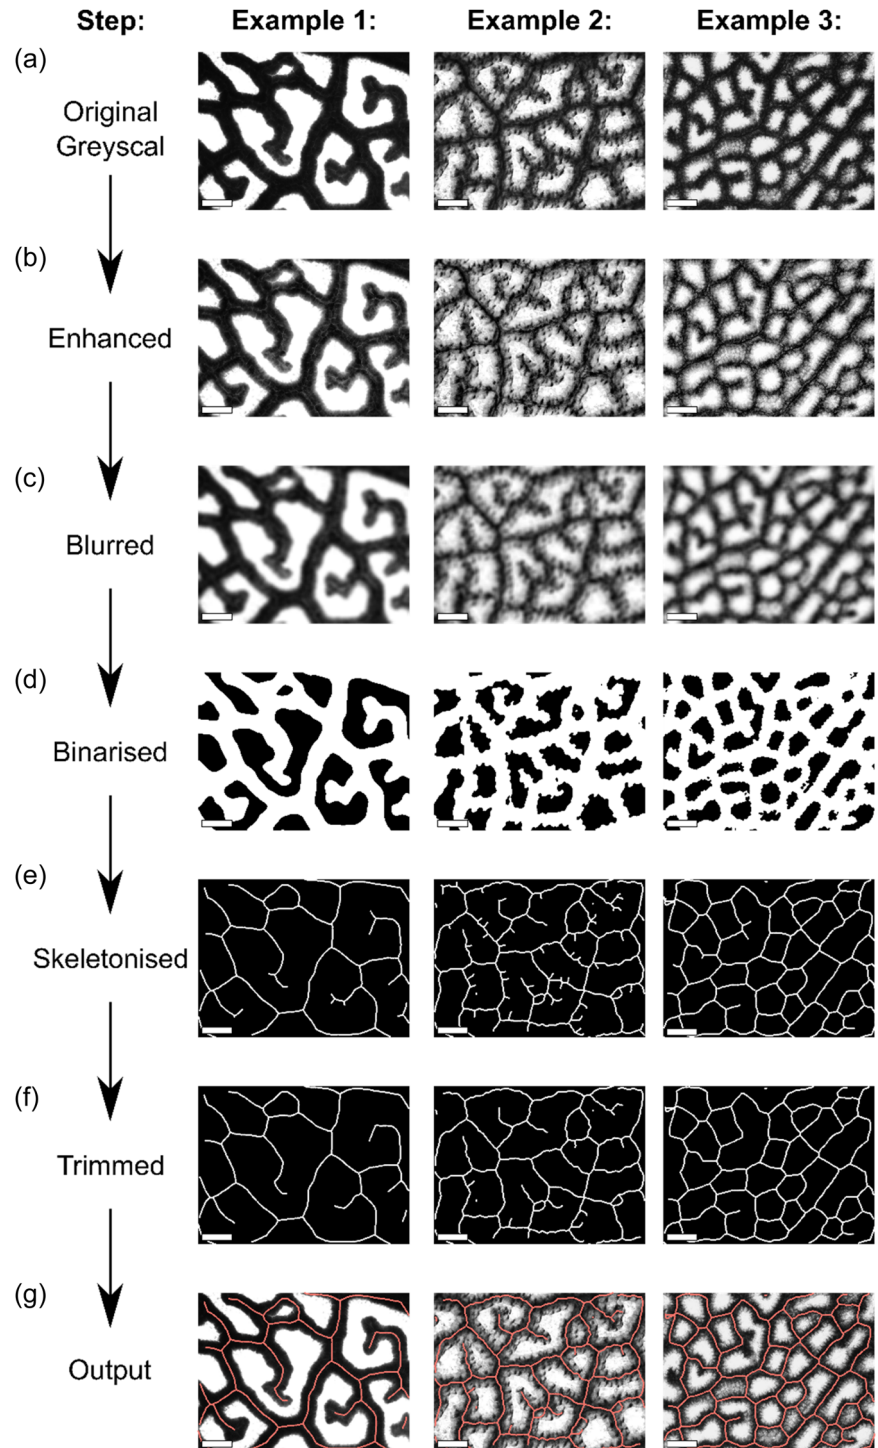 Step: Example 1: Example 2: Example 3:
(a)
Original
Greyscal
(b)
Enhanced
(c)
Blurred
(d)
Binarised
(e)
Skeletonised
(f)
Trimmed
(g)
Output